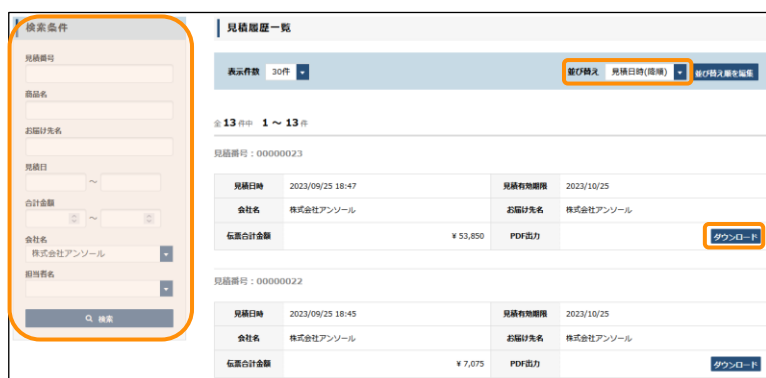 検索条件
見積番号
商品名
お届け先名
見積日
～
合計金額
～
会社名
株式会社アンソール
担当者名
検索
見積履歴一覧
表示件数 30件 並び替え 見積日時(降順) 並び替え順を編集
全 13 件中 1 ～ 13 件
見積番号：00000023
見積日時 2023/09/25 18:47 見積有効期限 2023/10/25
会社名 株式会社アンソール お届け先名 株式会社アンソール
伝票合計金額 ¥ 53,850 PDF出力 ダウンロード
見積番号：00000022
見積日時 2023/09/25 18:45 見積有効期限 2023/10/25
会社名 株式会社アンソール お届け先名 株式会社アンソール
伝票合計金額 ¥ 7,075 PDF出力 ダウンロード